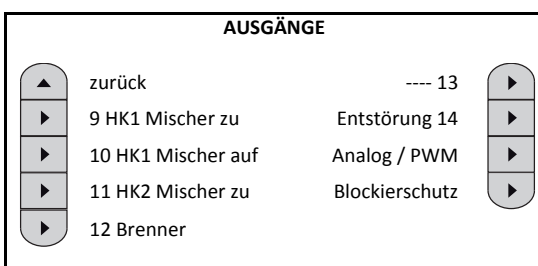 AUSGÄNGE
zurück ---- 13
9 HK1 Mischer zu Entstörung 14
10 HK1 Mischer auf Analog / PWM
11 HK2 Mischer zu Blockierschutz
12 Brenner